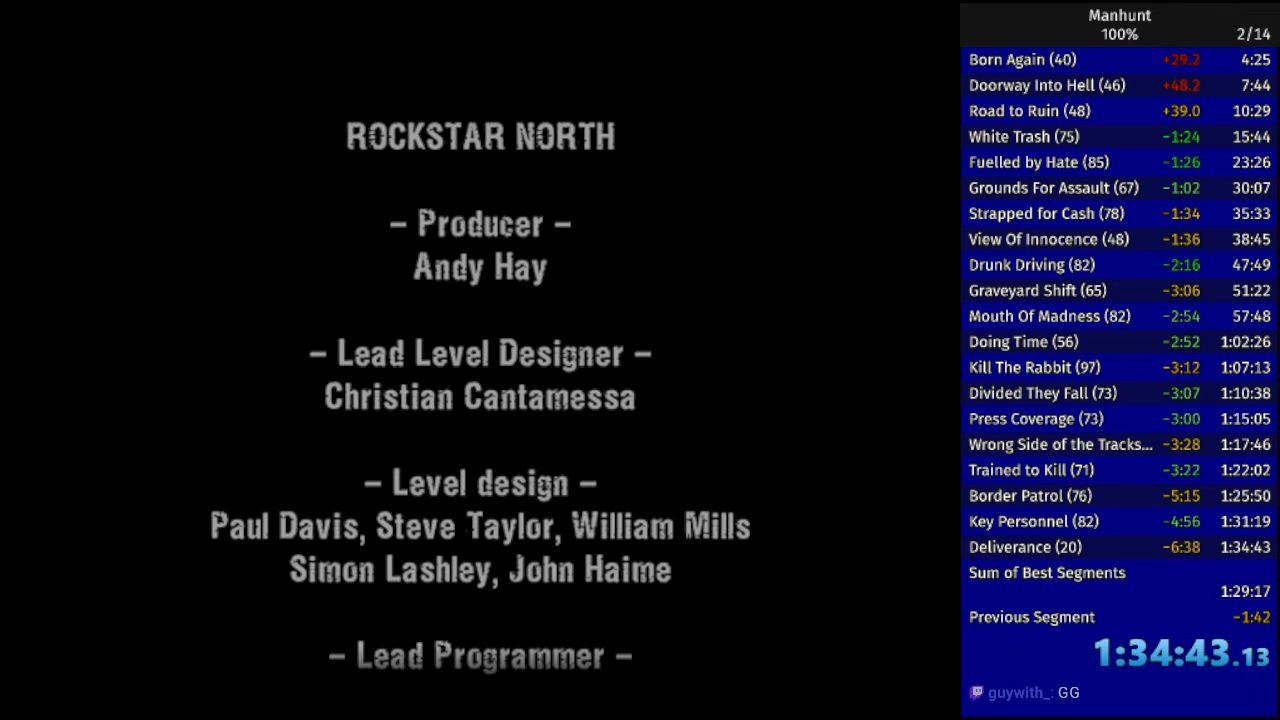 ROCKSTAR NORTH
– Producer –
Andy Hay
– Lead Level Designer –
Christian Cantamessa
– Level design –
Paul Davis, Steve Taylor, William Mills
Simon Lashley, John Haime
– Lead Programmer –
Manhunt
100% 2/14
Born Again (40) +29.2 4:25
Doorway Into Hell (46) +48.2 7:44
Road to Ruin (48) +39.0 10:29
White Trash (75) −1:24 15:44
Fuelled by Hate (85) −1:26 23:26
Grounds For Assault (67) −1:02 30:07
Strapped for Cash (78) −1:34 35:33
View Of Innocence (48) −1:36 38:45
Drunk Driving (82) −2:16 47:49
Graveyard Shift (65) −3:06 51:22
Mouth Of Madness (82) −2:54 57:48
Doing Time (56) −2:52 1:02:26
Kill The Rabbit (97) −3:12 1:07:13
Divided They Fall (73) −3:07 1:10:38
Press Coverage (73) −3:00 1:15:05
Wrong Side of the Tracks... −3:28 1:17:46
Trained to Kill (71) −3:22 1:22:02
Border Patrol (76) −5:15 1:25:50
Key Personnel (82) −4:56 1:31:19
Deliverance (20) −6:38 1:34:43
Sum of Best Segments
1:29:17
Previous Segment −1:42
1:34:43.13
guywith_: GG